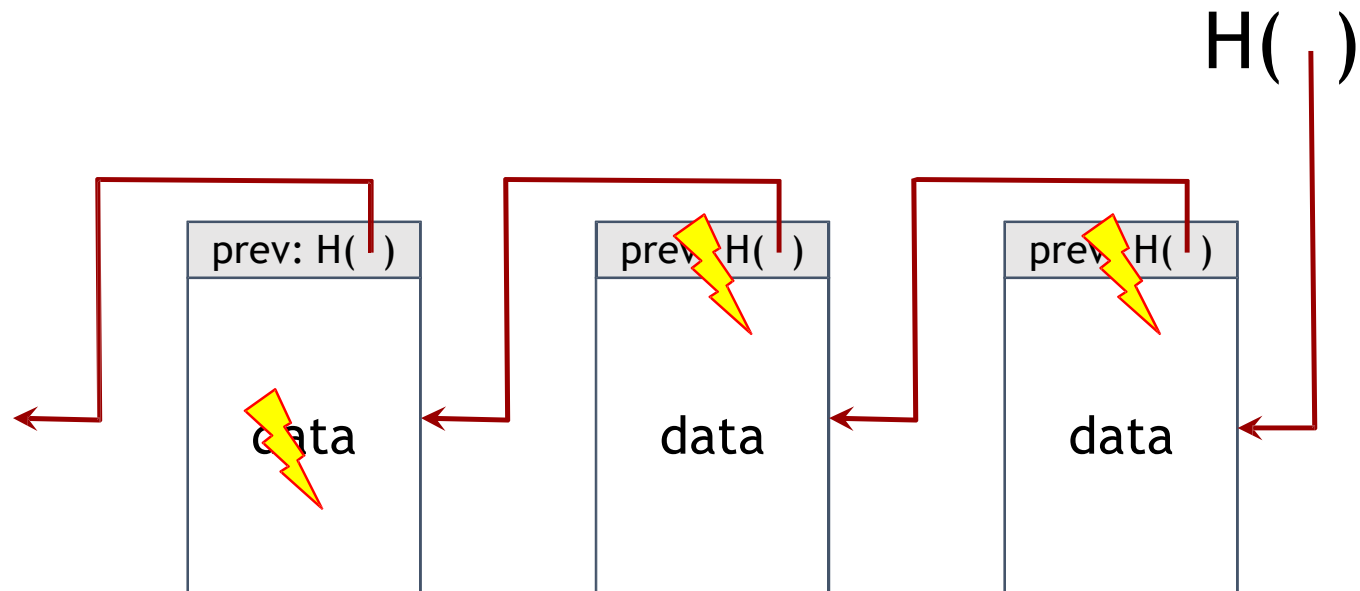 H( )
prev: H( )
prev: H( )
prev: H( )
data
data
data